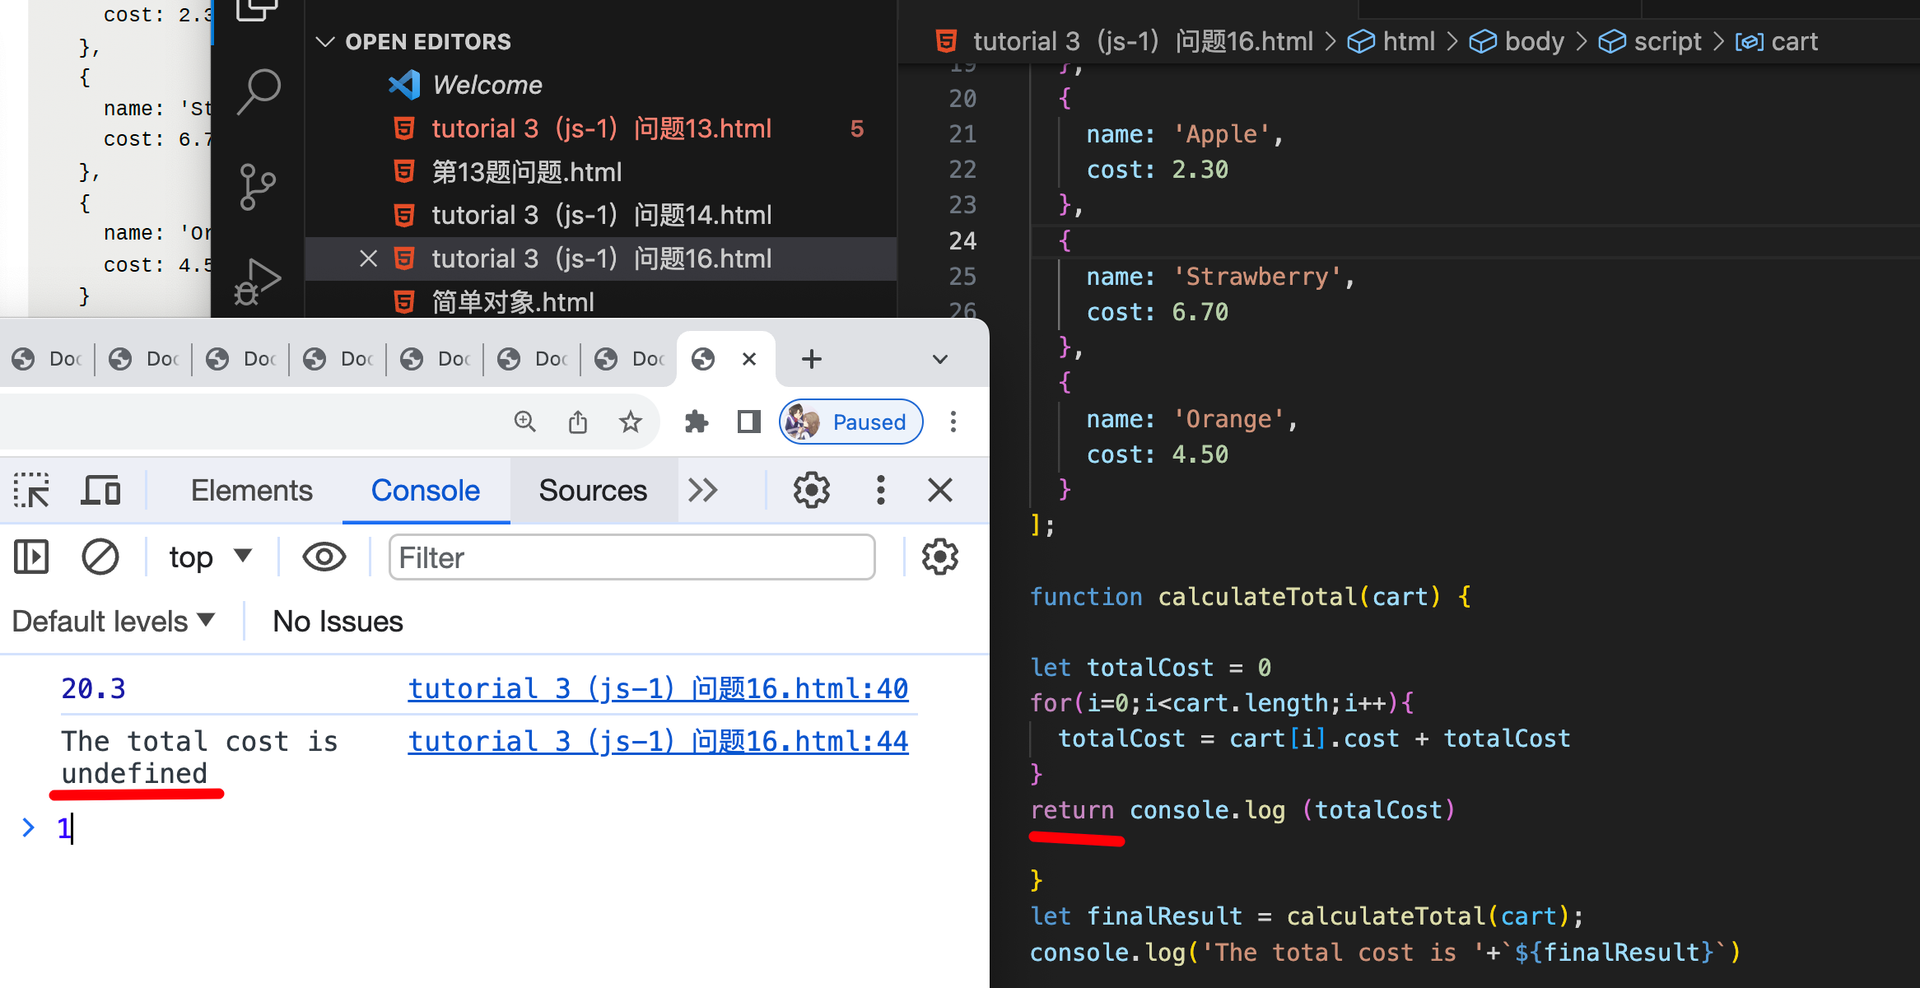 cost: 2.3
},
{
name: 'St
cost: 6.7
},
{
name: 'Or
cost: 4.5
}
OPEN EDITORS
Welcome
tutorial 3（js-1）问题13.html 5
第13题问题.html
tutorial 3（js-1）问题14.html
tutorial 3（js-1）问题16.html
简单对象.html
Doc Doc Doc Doc Doc Doc Doc
Paused
Elements Console Sources
top Filter
Default levels No Issues
20.3 tutorial 3（js-1）问题16.html:40
The total cost is tutorial 3（js-1）问题16.html:44
undefined
> 1
tutorial 3（js-1）问题16.html > html > body > script > cart
19 },
20 {
21 name: 'Apple',
22 cost: 2.30
23 },
24 {
25 name: 'Strawberry',
26 cost: 6.70
},
{
name: 'Orange',
cost: 4.50
}
];
function calculateTotal(cart) {
let totalCost = 0
for(i=0;i<cart.length;i++){
totalCost = cart[i].cost + totalCost
}
return console.log (totalCost)
}
let finalResult = calculateTotal(cart);
console.log('The total cost is '+`${finalResult}`)